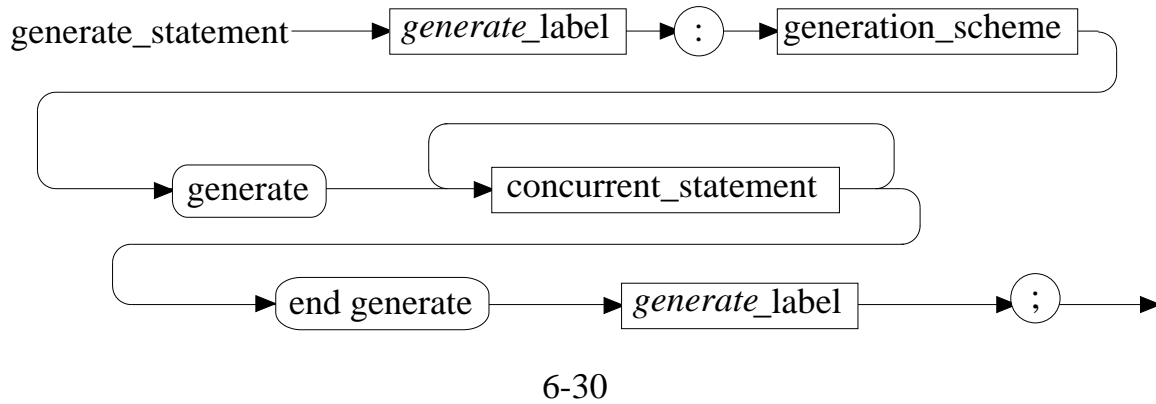 generate_statement generate_label : generation_scheme
generate concurrent_statement
end generate generate_label ;
6-30